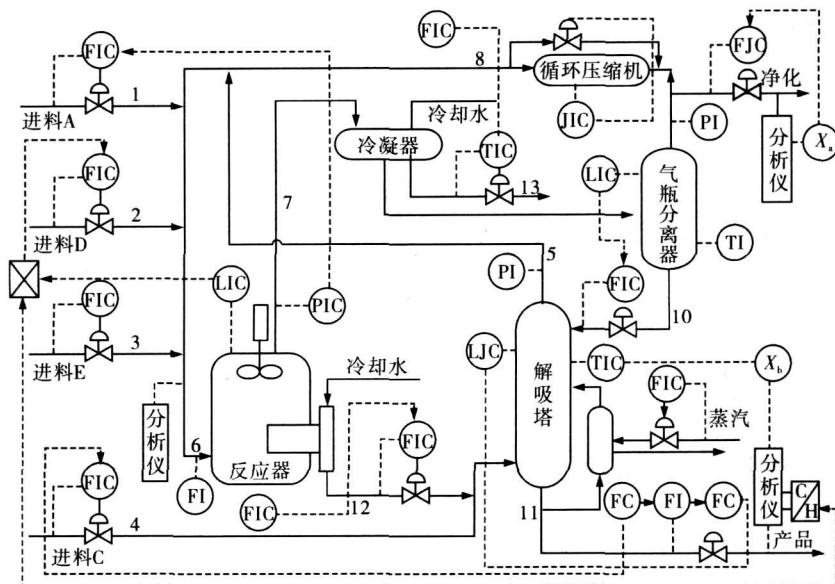 FIC
1
进料A
FIC
8
循环压缩机
JIC
FJC
净化
PI
分析仪
Xa
冷却水
冷凝器
TIC
13
LIC
气瓶分离器
TI
FIC
10
FIC
2
进料D
7
5
PI
LIC
PIC
FIC
3
进料E
LJC
解吸塔
TIC
Xb
FIC
蒸汽
冷却水
分析仪
6
反应器
FI
FIC
FIC
12
FIC
4
进料C
11
FC
FI
FC
分析仪
C
H
产品